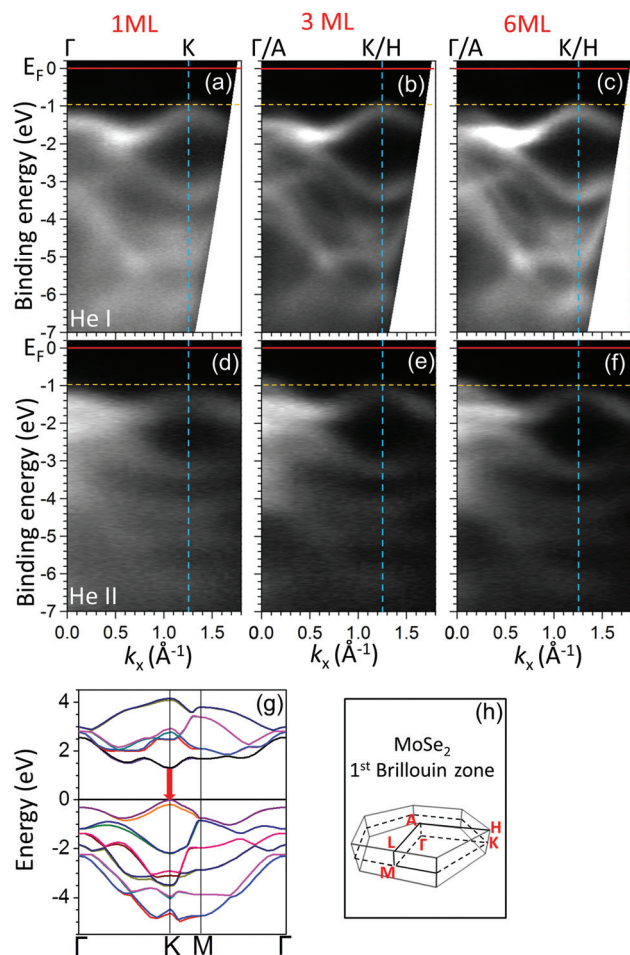 1ML 3 ML 6ML
Γ K Γ/A K/H Γ/A K/H
E_F 0 (a) (b) (c)
-1
-2
-3
-4
-5
-6
-7
Binding energy (eV)
He I
E_F 0 (d) (e) (f)
-1
-2
-3
-4
-5
-6
-7
Binding energy (eV)
He II
0.0 0.5 1.0 1.5 0.0 0.5 1.0 1.5 0.0 0.5 1.0 1.5
k_x (Å⁻¹) k_x (Å⁻¹) k_x (Å⁻¹)
(g)
4
2
0
-2
-4
Energy (eV)
Γ K M Γ
(h)
MoSe₂
1ˢᵗ Brillouin zone
A
H
L Γ K
M